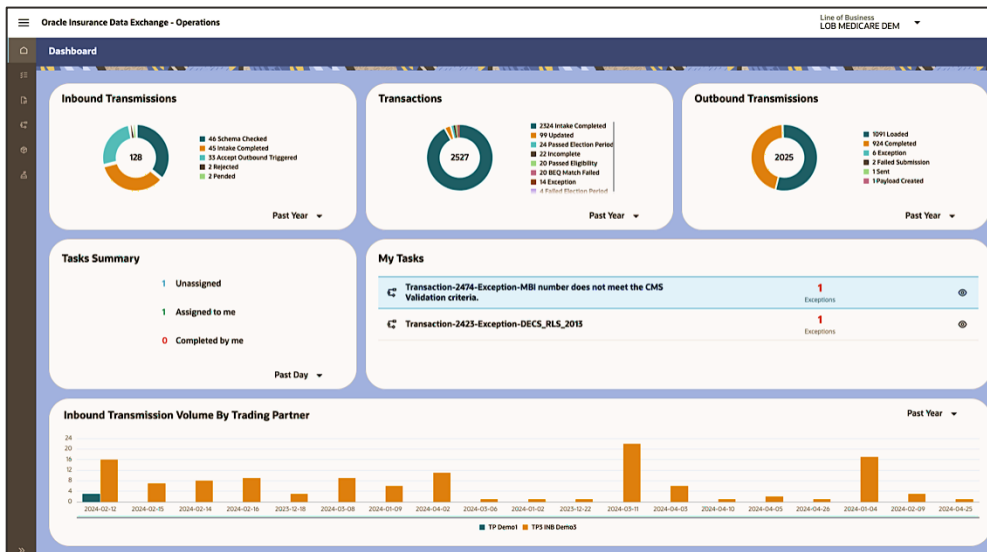 Oracle Insurance Data Exchange - Operations
Line of Business
LOB MEDICARE DEM
Dashboard
Inbound Transmissions
128
46 Schema Checked
45 Intake Completed
33 Accept Outbound Triggered
2 Rejected
2 Pended
Past Year
Transactions
2527
2324 Intake Completed
99 Updated
24 Passed Election Period
22 Incomplete
20 Passed Eligibility
20 BEQ Match Failed
14 Exception
4 Failed Election Period
Past Year
Outbound Transmissions
2025
1091 Loaded
924 Completed
6 Exception
2 Failed Submission
1 Sent
1 Payload Created
Past Year
Tasks Summary
1 Unassigned
1 Assigned to me
0 Completed by me
Past Day
My Tasks
Transaction-2474-Exception-MBI number does not meet the CMS
Validation criteria.
1
Exceptions
Transaction-2423-Exception-DECS_RLS_2013
1
Exceptions
Inbound Transmission Volume By Trading Partner
Past Year
24
20
16
12
8
4
0
2024-02-12 2024-02-15 2024-02-14 2024-02-16 2023-12-18 2024-03-08 2024-01-09 2024-04-02 2024-03-06 2024-01-02 2023-12-22 2024-03-11 2024-04-03 2024-04-10 2024-04-05 2024-04-26 2024-01-04 2024-02-09 2024-04-25
TP Demo1 TP3 INB Demo3